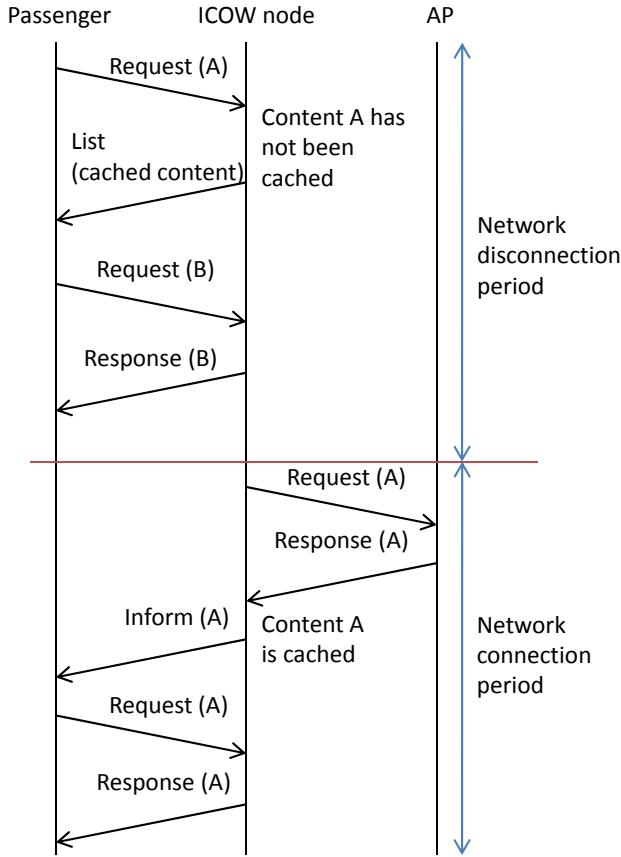 Passenger
ICOW node
AP
Request (A)
Content A has
not been
cached
List
(cached content)
Network
disconnection
period
Request (B)
Response (B)
Request (A)
Response (A)
Inform (A)
Content A
is cached
Network
connection
period
Request (A)
Response (A)